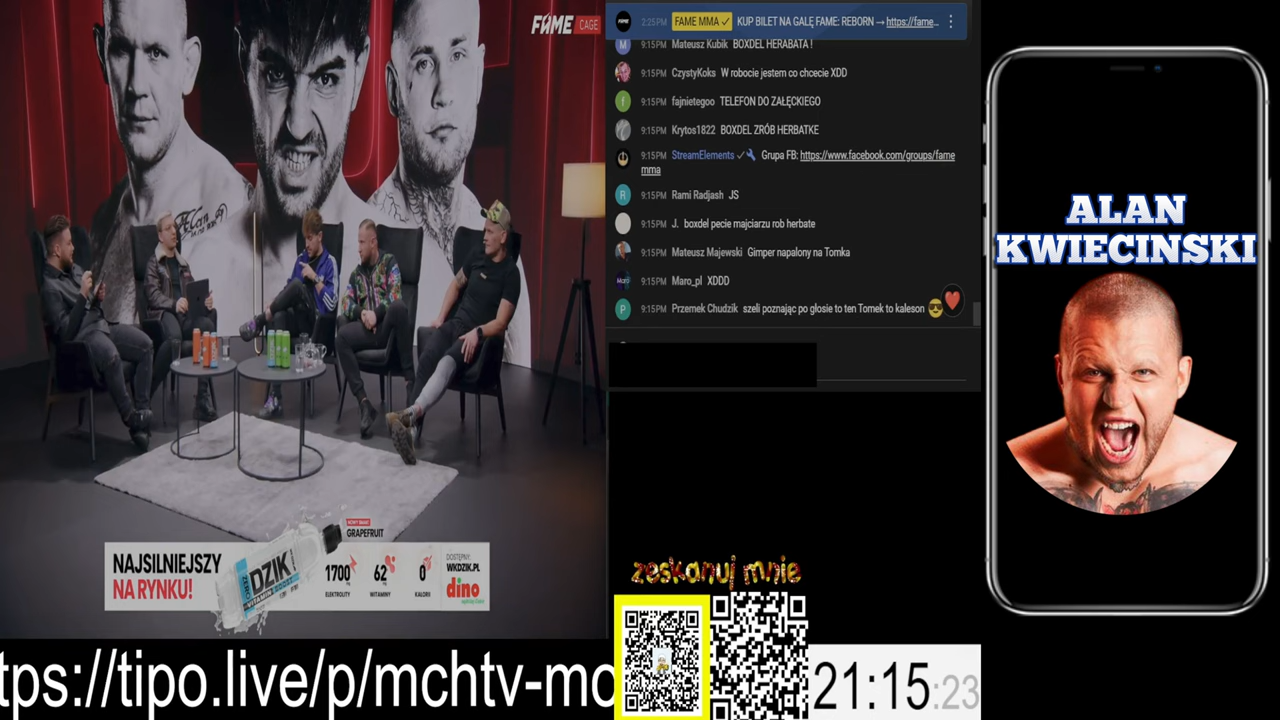 FAME CAGE
NAJSILNIEJSZY
NA RYNKU!
DZIK
ZERO
VITAMIN
NOWY SMAK!
GRAPEFRUIT
1700
ELEKTROLITY
62
WITAMINY
0
KALORII
DOSTĘPNY:
WKDZIK.PL
dino
tps://tipo.live/p/mchtv-mo
2:25PM FAME MMA KUP BILET NA GALĘ FAME: REBORN → https://fame...
M 9:15PM Mateusz Kubik BOXDEL HERABATA !
9:15PM CzystyKoks W robocie jestem co chcecie XDD
f 9:15PM fajnietegoo TELEFON DO ZAŁĘCKIEGO
9:15PM Krytos1822 BOXDEL ZRÓB HERBATKE
9:15PM StreamElements Grupa FB: https://www.facebook.com/groups/fame
mma
R 9:15PM Rami Radjash JS
9:15PM J. boxdel pecie majciarzu rob herbate
9:15PM Mateusz Majewski Gimper napalony na Tomka
Maro 9:15PM Maro_pl XDDD
P 9:15PM Przemek Chudzik szeli poznając po głosie to ten Tomek to kaleson
zeskanuj mnie
21:15:23
ALAN
KWIECINSKI